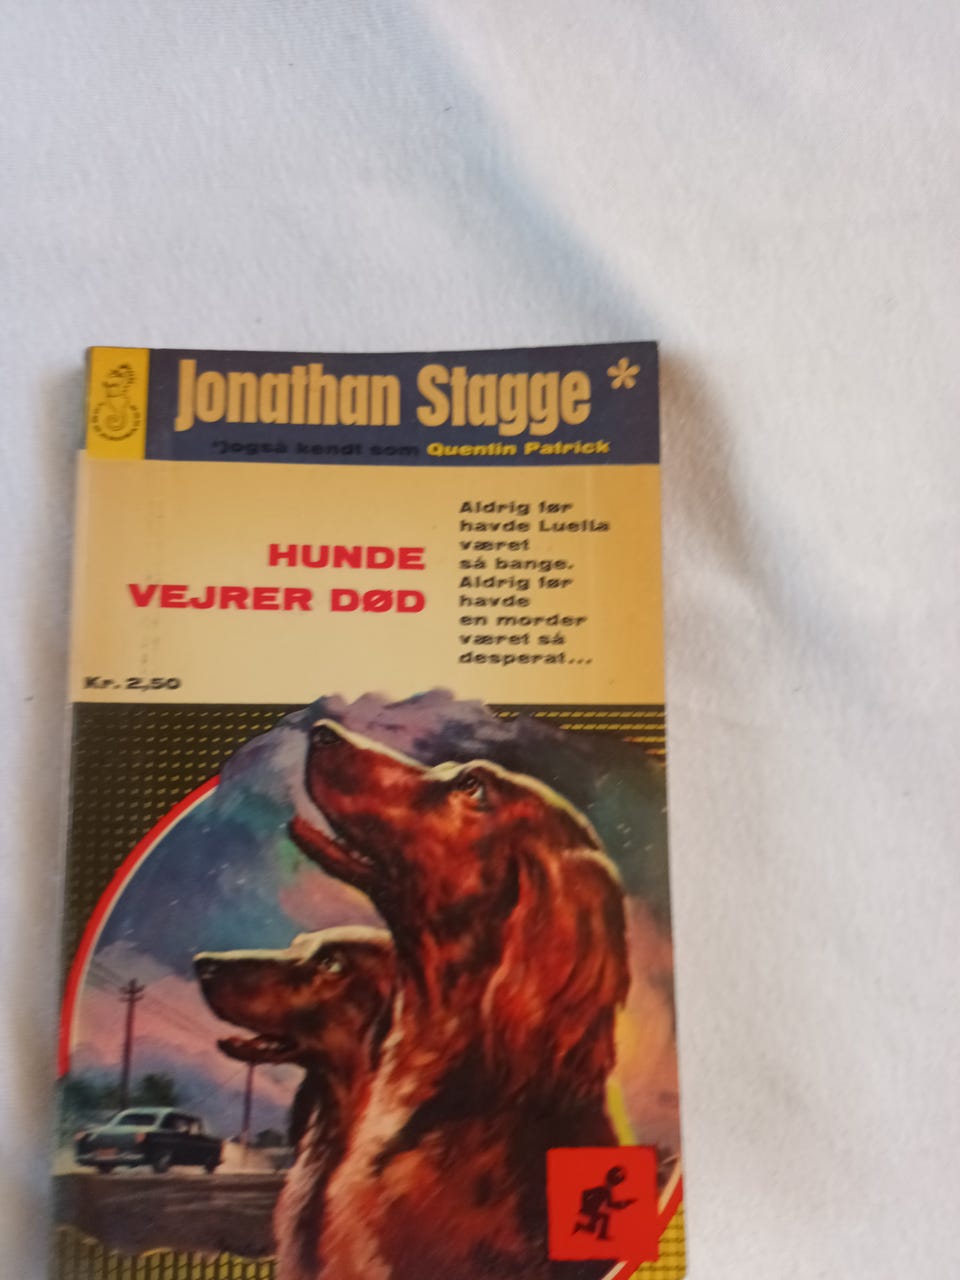 Jonathan Stagge *
*)også kendt som Quentin Patrick
HUNDE
VEJRER DØD
Aldrig før
havde Luella
været
så bange.
Aldrig før
havde
en morder
været så
desperat...
Kr. 2,50